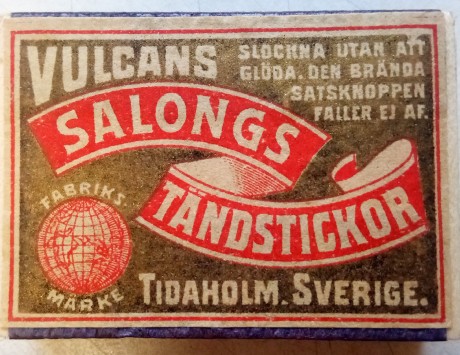 VULCANS
SLOCKNA UTAN ATT
GLÖDA. DEN BRÄNDA
SATSKNOPPEN
FALLER EJ AF.
SALONGS
TÄNDSTICKOR
FABRIKS
MÄRKE
TIDAHOLM. SVERIGE.